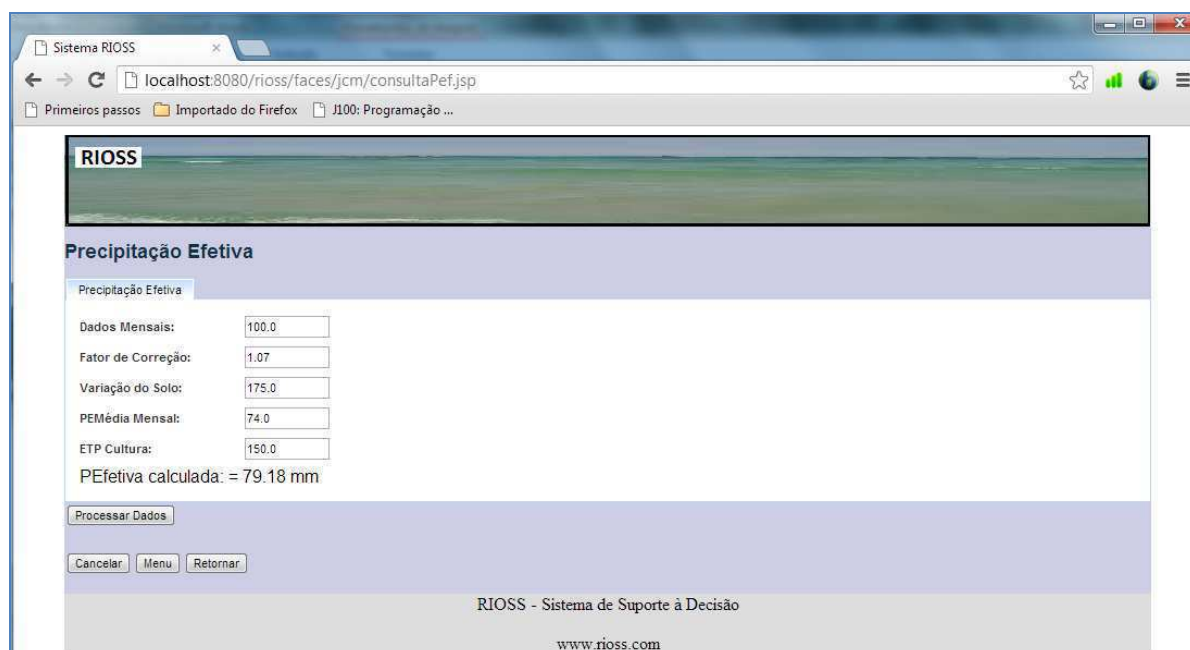 Sistema RIOSS
localhost:8080/rioss/faces/jcm/consultaPef.jsp
Primeiros passos Importado do Firefox J100: Programação ...
RIOSS
Precipitação Efetiva
Precipitação Efetiva
Dados Mensais: 100.0
Fator de Correção: 1.07
Variação do Solo: 175.0
PEMédia Mensal: 74.0
ETP Cultura: 150.0
PEfetiva calculada: = 79.18 mm
Processar Dados
Cancelar Menu Retornar
RIOSS - Sistema de Suporte à Decisão
www.rioss.com